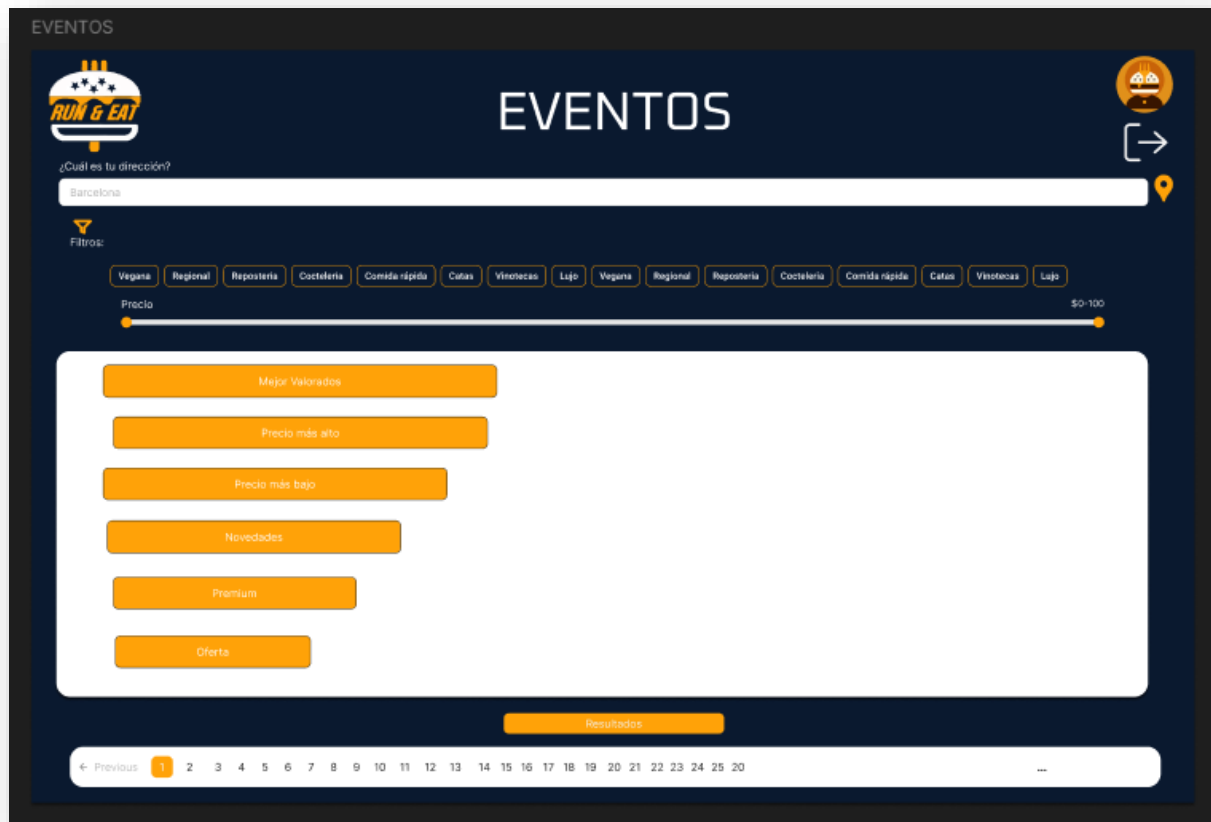 EVENTOS
RUN & EAT
EVENTOS
¿Cuál es tu dirección?
Barcelona
Filtros:
Vegana Regional Reposteria Cocteleria Comida rápida Catas Vinotecas Lujo Vegana Regional Reposteria Cocteleria Comida rápida Catas Vinotecas Lujo
Precio $0-100
Mejor Valorados
Precio más alto
Precio más bajo
Novedades
Premium
Oferta
Resultados
← Previous 1 2 3 4 5 6 7 8 9 10 11 12 13 14 15 16 17 18 19 20 21 22 23 24 25 20 ...